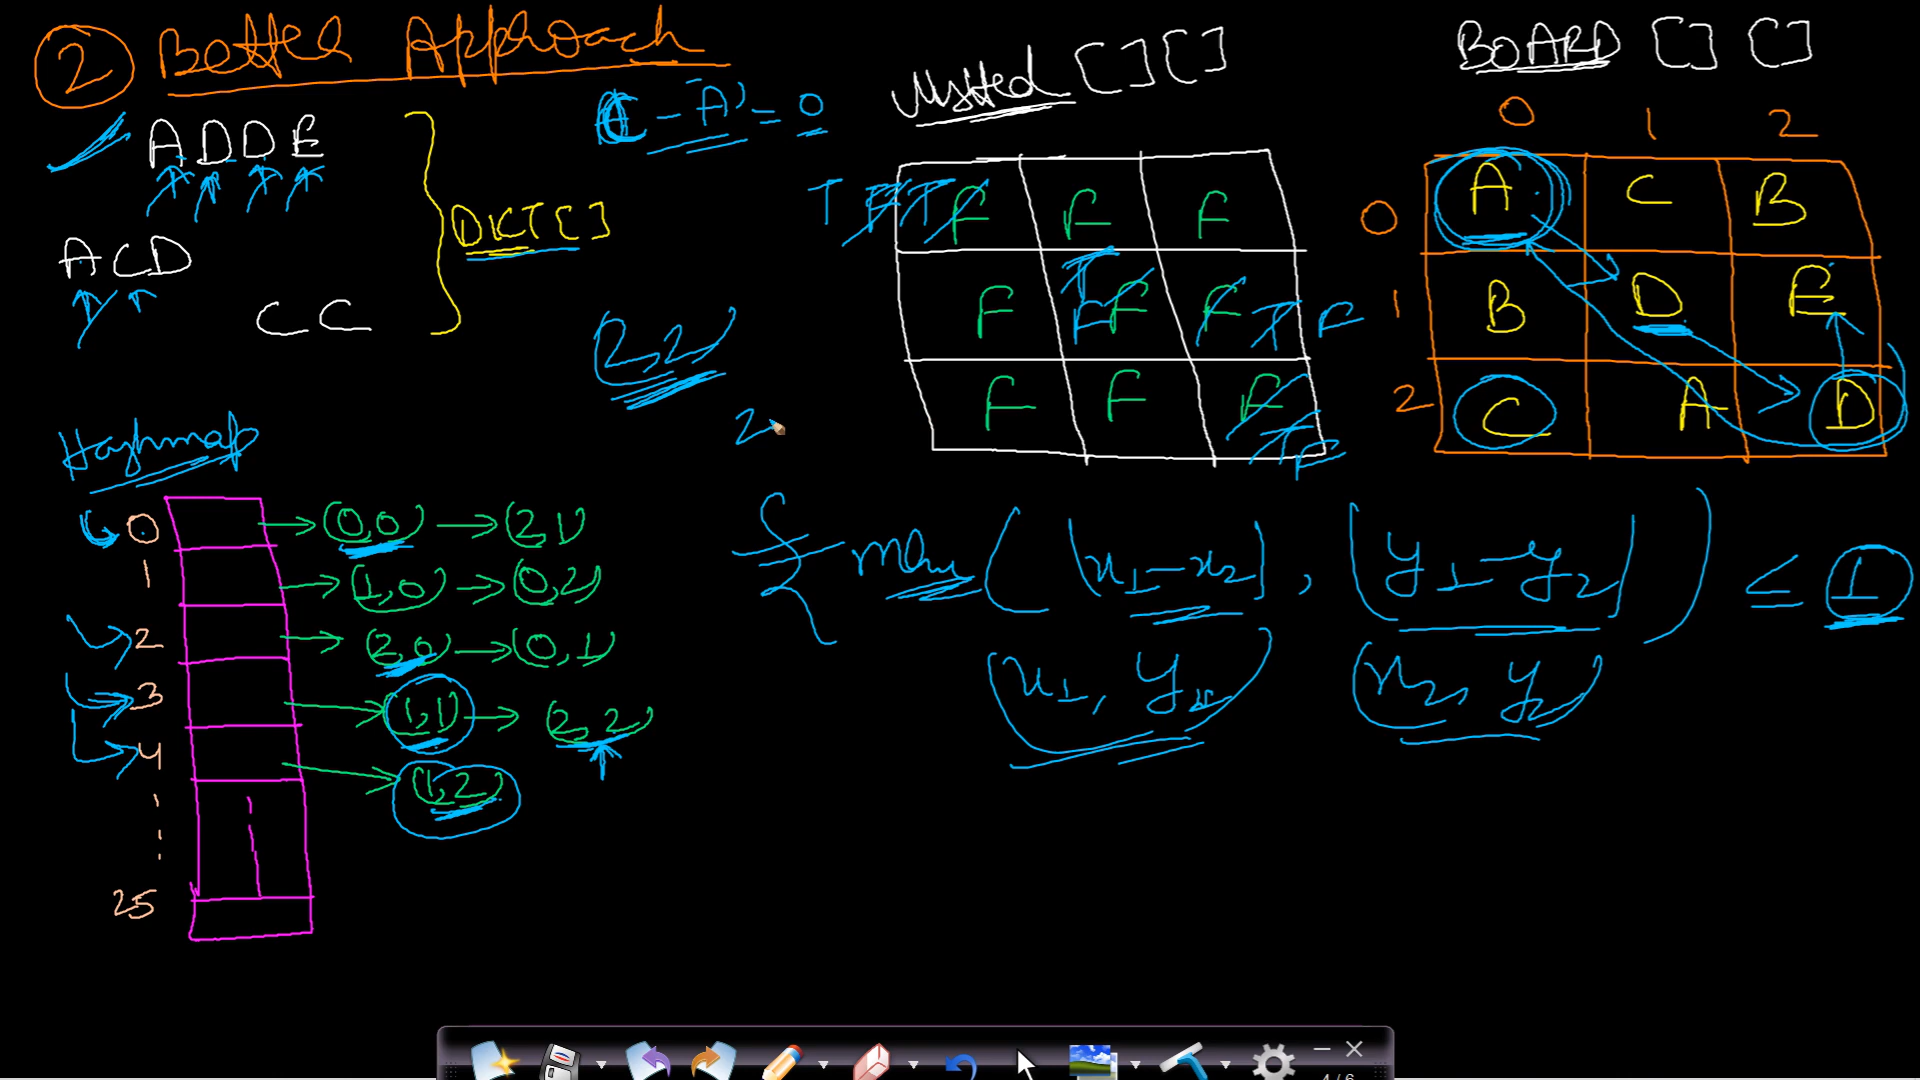 2 Better Approach
ADDE
ACD
CC
DICT[]
C - 'A' = 0
Visited [][]
T F T F F F
F T F F F T F
F F F T F
BOARD [][]
0 1 2
0 A C B
1 B D E
2 C A D
(2,2)
2
Hashmap
0 → (0,0) → (2,1)
1 → (1,0) → (0,2)
2 → (2,0) → (0,1)
3 → (1,1) → (2,2)
4 → (1,2)
25
max ( |x1-x2| , |y1-y2| ) ≤ 1
(x1, y1) (x2, y2)
4 / 6